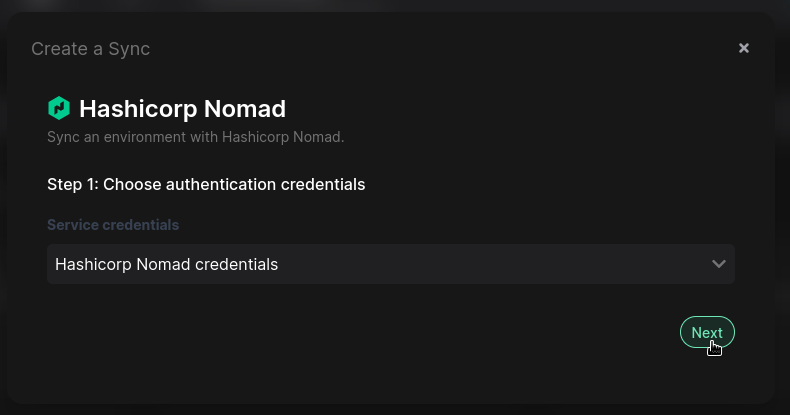 Create a Sync
Hashicorp Nomad
Sync an environment with Hashicorp Nomad.
Step 1: Choose authentication credentials
Service credentials
Hashicorp Nomad credentials
Next